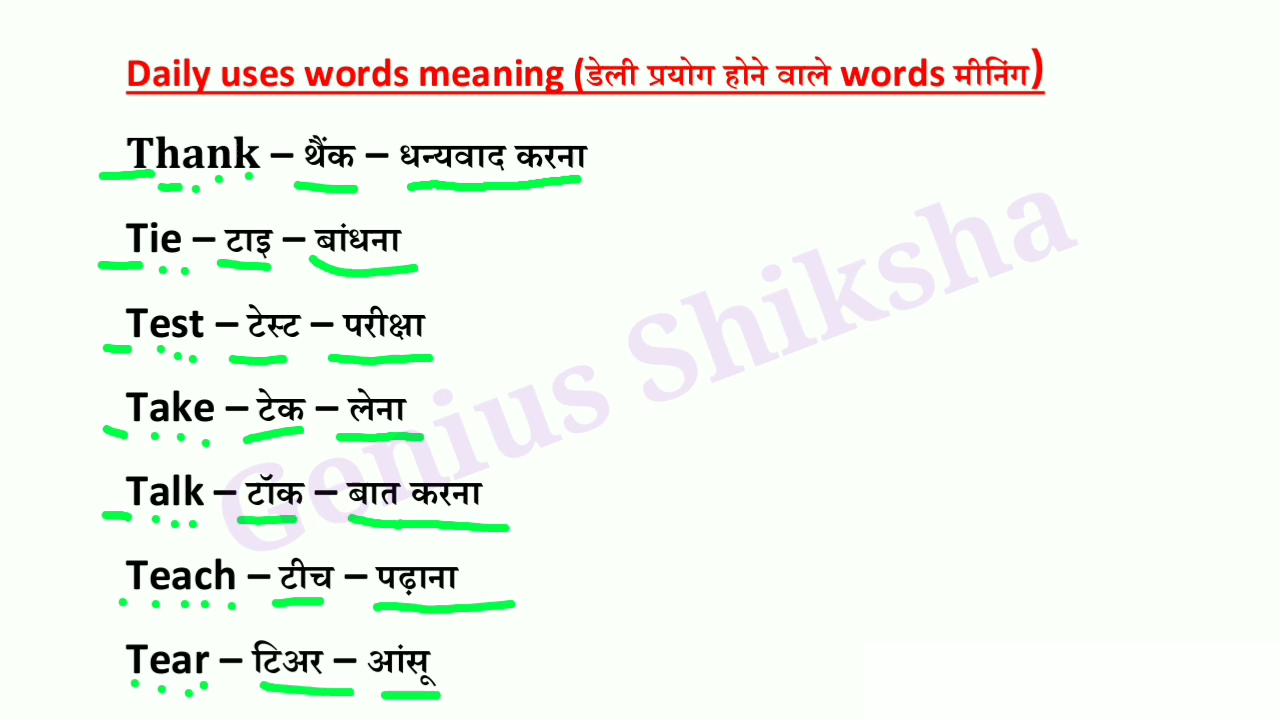 Daily uses words meaning (डेली प्रयोग होने वाले words मीनिंग)
Thank – थैंक – धन्यवाद करना
Tie – टाइ – बांधना
Test – टेस्ट – परीक्षा
Take – टेक – लेना
Talk – टॉक – बात करना
Teach – टीच – पढ़ाना
Tear – टिअर – आंसू
Genius Shiksha